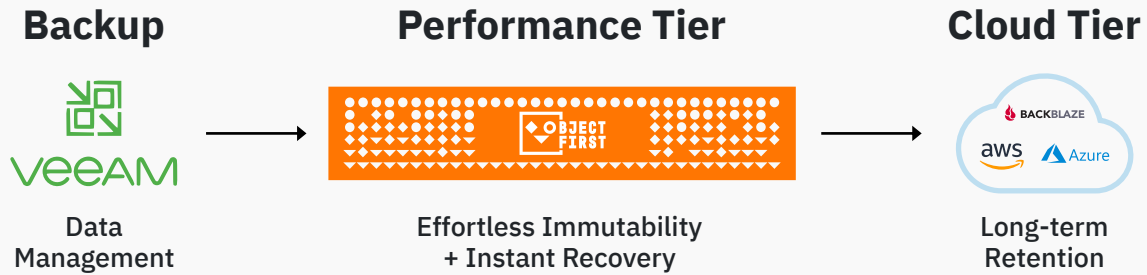 Backup
Performance Tier
Cloud Tier
veeAM
OBJECT
FIRST
BACKBLAZE
aws
Azure
Data
Management
Effortless Immutability
+ Instant Recovery
Long-term
Retention